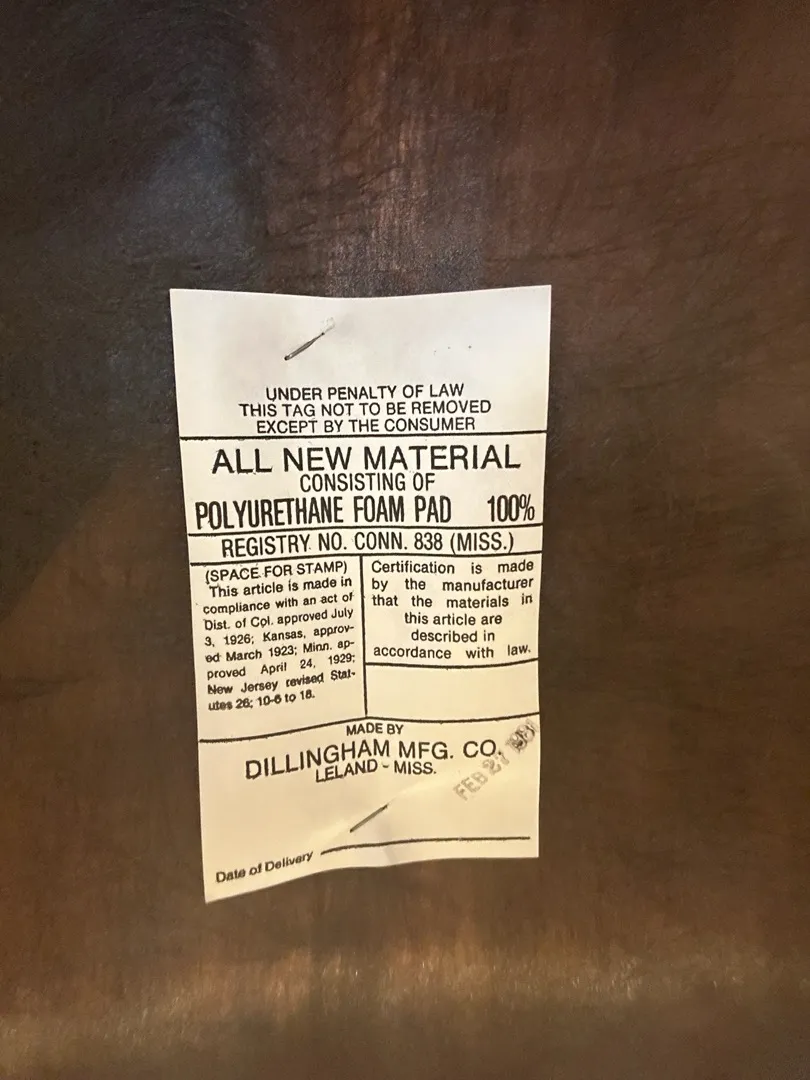 UNDER PENALTY OF LAW
THIS TAG NOT TO BE REMOVED
EXCEPT BY THE CONSUMER
ALL NEW MATERIAL
CONSISTING OF
POLYURETHANE FOAM PAD 100%
REGISTRY NO. CONN. 838 (MISS.)
(SPACE FOR STAMP)
This article is made in
compliance with an act of
Dist. of Col. approved July
3, 1926; Kansas, approv-
ed March 1923; Minn. ap-
proved April 24, 1929;
New Jersey revised Stat-
utes 26; 10-6 to 18.
Certification is made
by the manufacturer
that the materials in
this article are
described in
accordance with law.
MADE BY
DILLINGHAM MFG. CO.
LELAND - MISS.
FEB 27
Date of Delivery